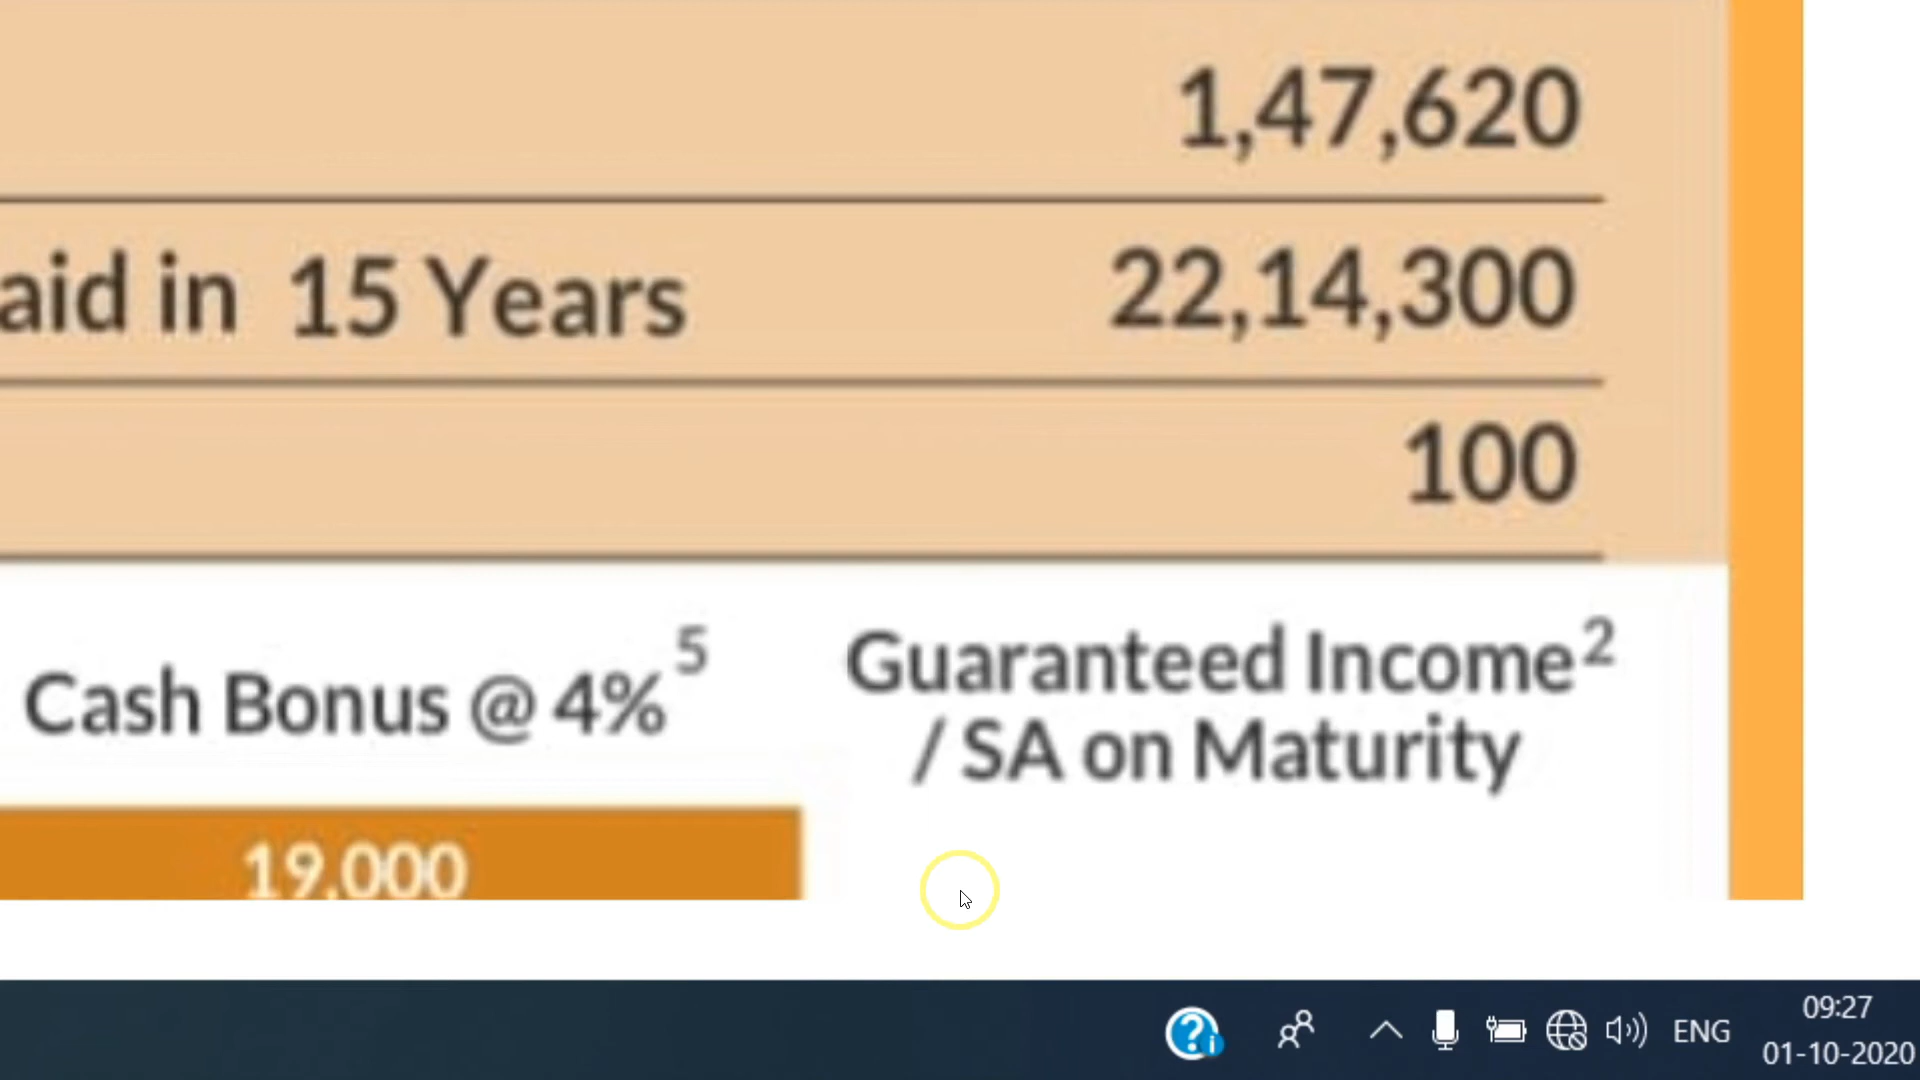 1,47,620
aid in 15 Years 22,14,300
100
Cash Bonus @ 4%5
Guaranteed Income2
/ SA on Maturity
19,000
ENG
09:27
01-10-2020